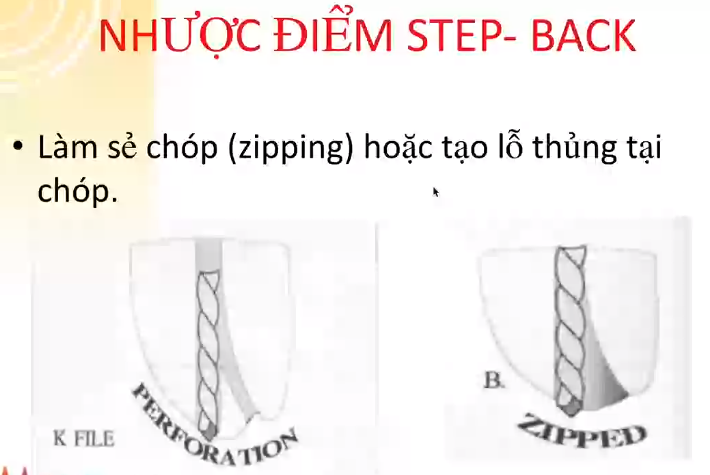 NHƯỢC ĐIỂM STEP- BACK
• Làm sẻ chóp (zipping) hoặc tạo lỗ thủng tại
chóp.
K FILE
PERFORATION
B.
ZIPPED